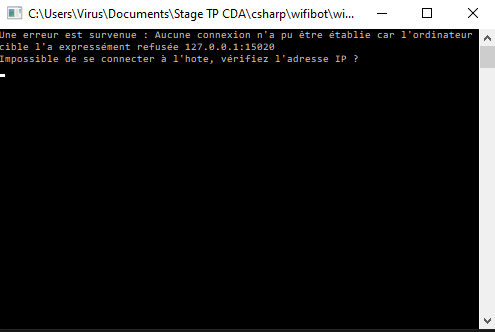 C:\Users\Virus\Documents\Stage TP CDA\csharp\wifibot\wi...
Une erreur est survenue : Aucune connexion n'a pu être établie car l'ordinateur
cible l'a expressément refusée 127.0.0.1:15020
Impossible de se connecter à l'hote, vérifiez l'adresse IP ?